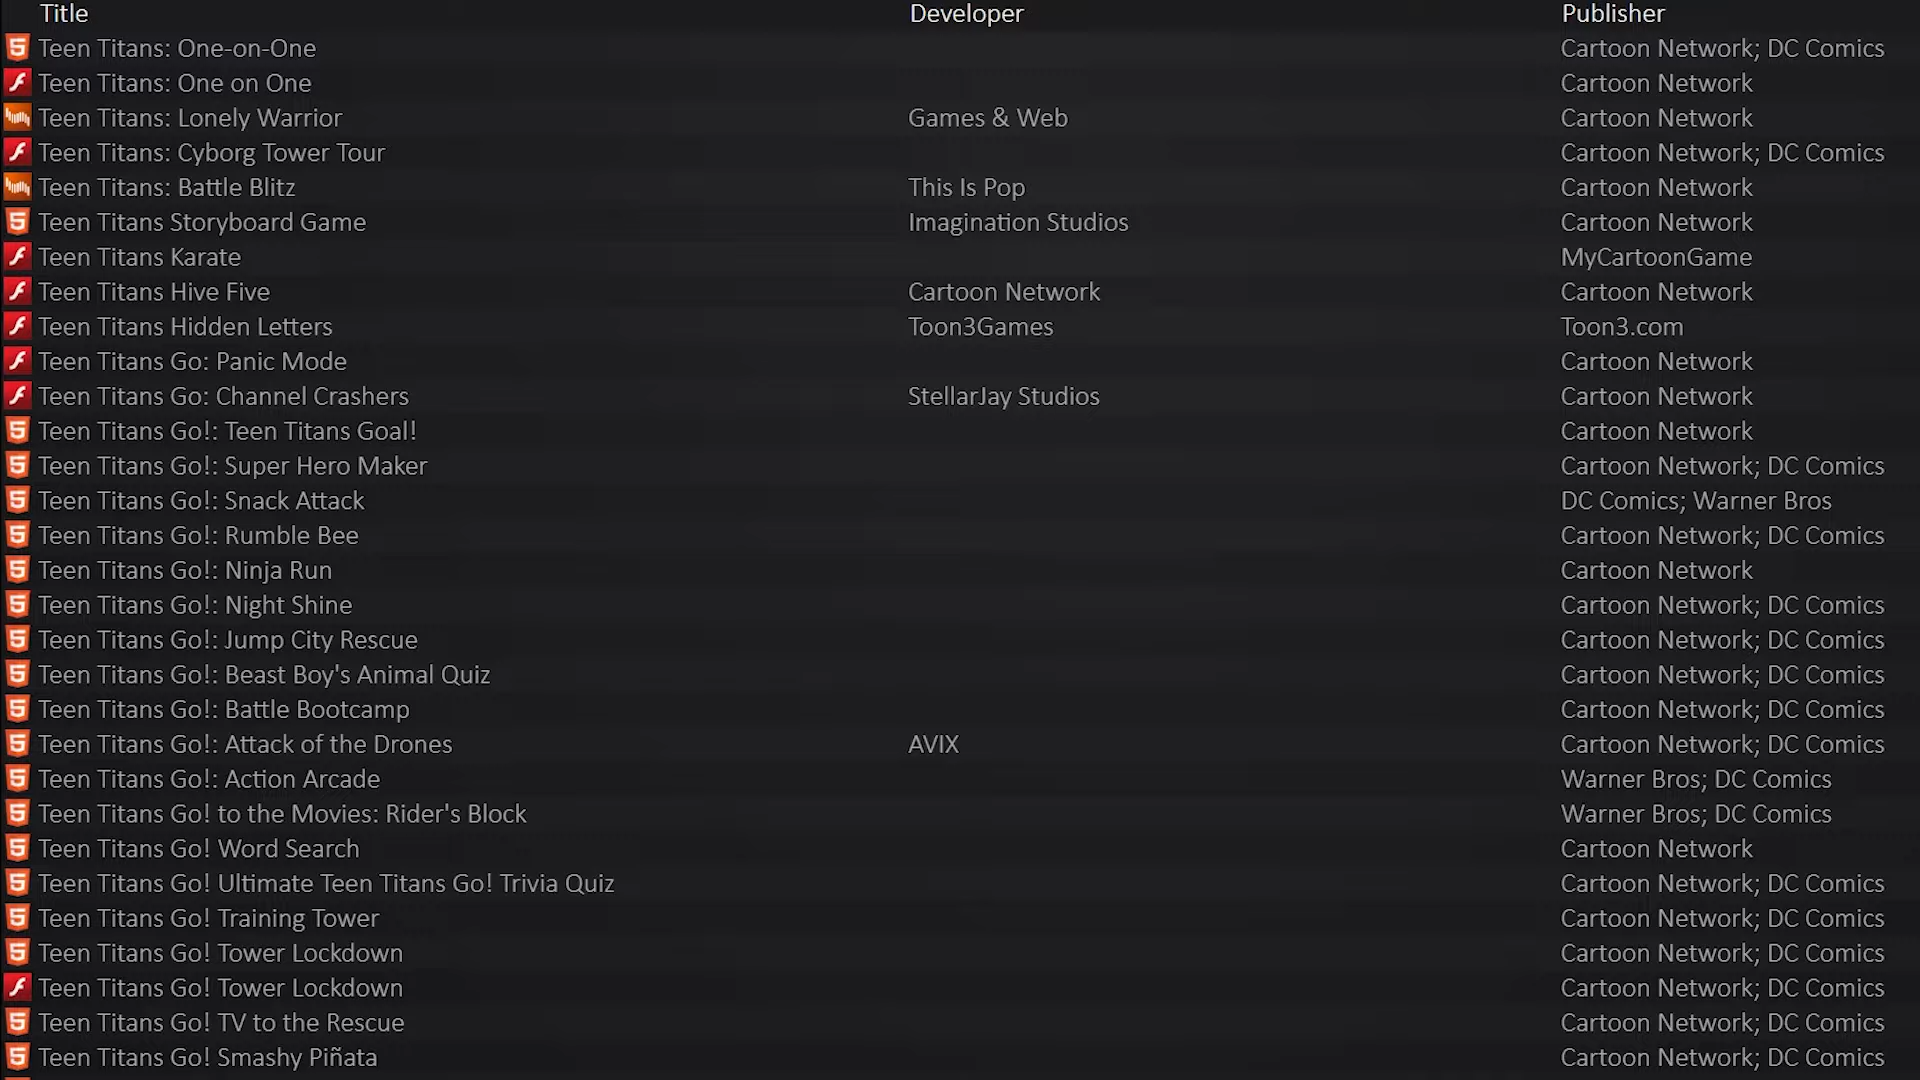 Title Developer Publisher
Teen Titans: One-on-One Cartoon Network; DC Comics
Teen Titans: One on One Cartoon Network
Teen Titans: Lonely Warrior Games & Web Cartoon Network
Teen Titans: Cyborg Tower Tour Cartoon Network; DC Comics
Teen Titans: Battle Blitz This Is Pop Cartoon Network
Teen Titans Storyboard Game Imagination Studios Cartoon Network
Teen Titans Karate MyCartoonGame
Teen Titans Hive Five Cartoon Network Cartoon Network
Teen Titans Hidden Letters Toon3Games Toon3.com
Teen Titans Go: Panic Mode Cartoon Network
Teen Titans Go: Channel Crashers StellarJay Studios Cartoon Network
Teen Titans Go!: Teen Titans Goal! Cartoon Network
Teen Titans Go!: Super Hero Maker Cartoon Network; DC Comics
Teen Titans Go!: Snack Attack DC Comics; Warner Bros
Teen Titans Go!: Rumble Bee Cartoon Network; DC Comics
Teen Titans Go!: Ninja Run Cartoon Network
Teen Titans Go!: Night Shine Cartoon Network; DC Comics
Teen Titans Go!: Jump City Rescue Cartoon Network; DC Comics
Teen Titans Go!: Beast Boy's Animal Quiz Cartoon Network; DC Comics
Teen Titans Go!: Battle Bootcamp Cartoon Network; DC Comics
Teen Titans Go!: Attack of the Drones AVIX Cartoon Network; DC Comics
Teen Titans Go!: Action Arcade Warner Bros; DC Comics
Teen Titans Go! to the Movies: Rider's Block Warner Bros; DC Comics
Teen Titans Go! Word Search Cartoon Network
Teen Titans Go! Ultimate Teen Titans Go! Trivia Quiz Cartoon Network; DC Comics
Teen Titans Go! Training Tower Cartoon Network; DC Comics
Teen Titans Go! Tower Lockdown Cartoon Network; DC Comics
Teen Titans Go! Tower Lockdown Cartoon Network; DC Comics
Teen Titans Go! TV to the Rescue Cartoon Network; DC Comics
Teen Titans Go! Smashy Piñata Cartoon Network; DC Comics